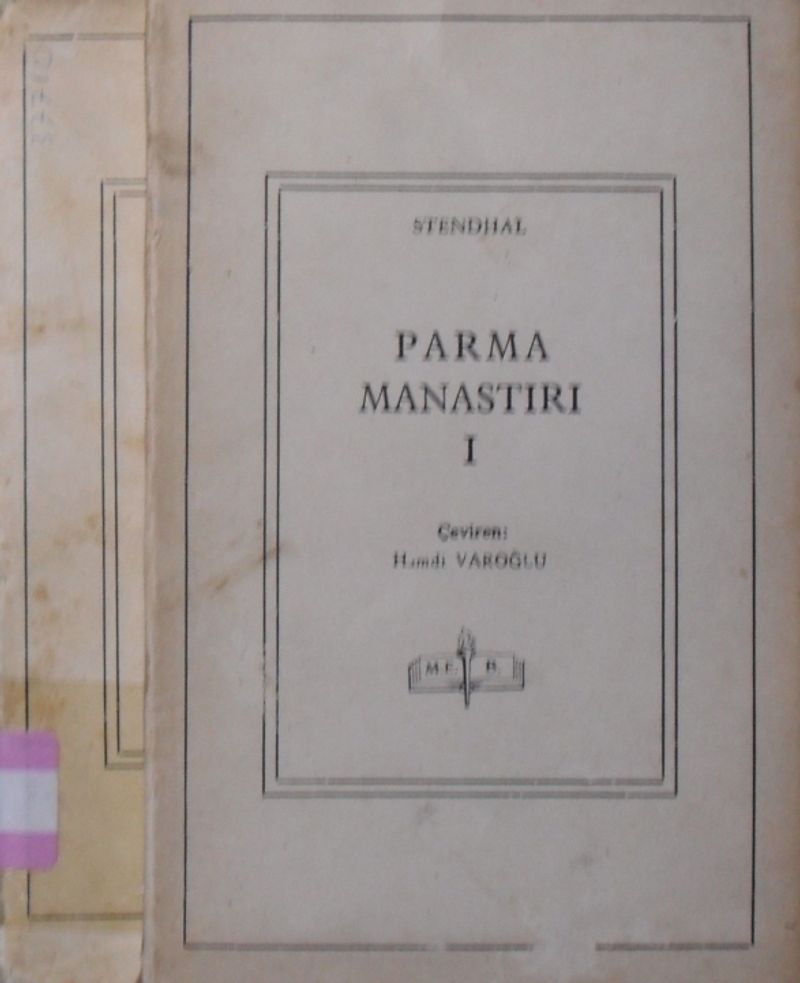 STENDHAL
PARMA
MANASTIRI
I
Çeviren:
Hamdi VAROĞLU
M. E. B.